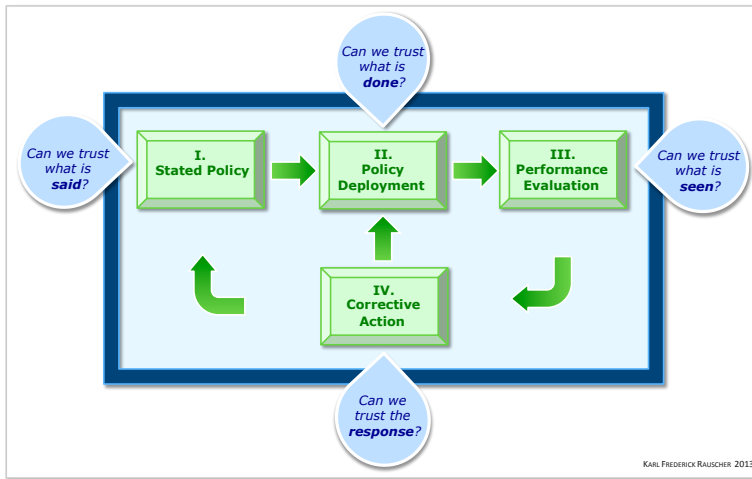 Can we trust
what is
done?
Can we trust
what is
said?
I.
Stated Policy
II.
Policy
Deployment
III.
Performance
Evaluation
Can we trust
what is
seen?
IV.
Corrective
Action
Can we
trust the
response?
KARL FREDERICK RAUSCHER 2013